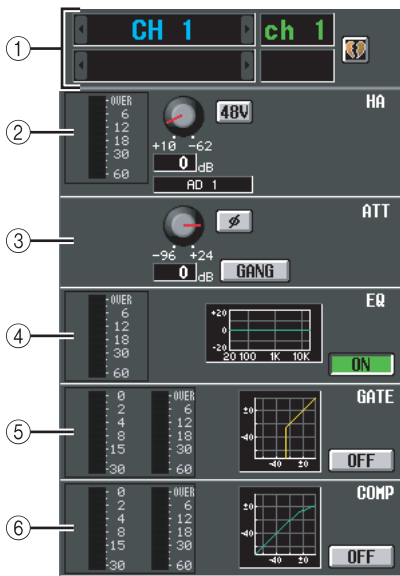 ① CH 1 ch 1
② HA
OVER
6
12
18
30
60
48V
+10 -62
0 dB
AD 1
③ ATT
ø
-96 +24
0 dB GANG
④ EQ
OVER
6
12
18
30
60
+20
0
-20
20 100 1K 10K
ON
⑤ GATE
0 OVER
2 6
4 12
8 18
15 30
30 60
±0
-40
-40 ±0
OFF
⑥ COMP
0 OVER
2 6
4 12
8 18
15 30
30 60
±0
-40
-40 ±0
OFF